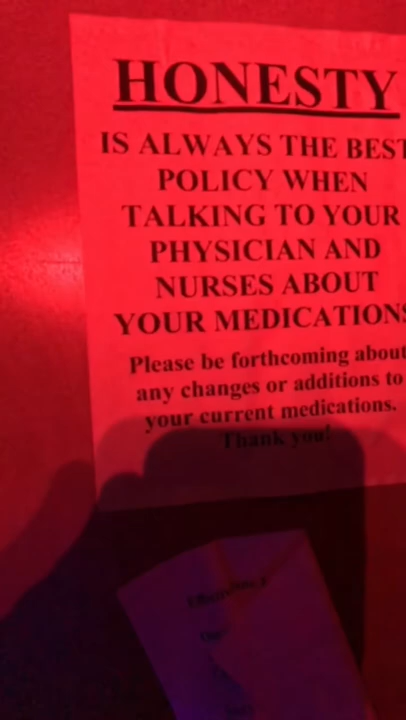 HONESTY
IS ALWAYS THE BEST
POLICY WHEN
TALKING TO YOUR
PHYSICIAN AND
NURSES ABOUT
YOUR MEDICATIONS
Please be forthcoming about
any changes or additions to
your current medications.
Thank you!